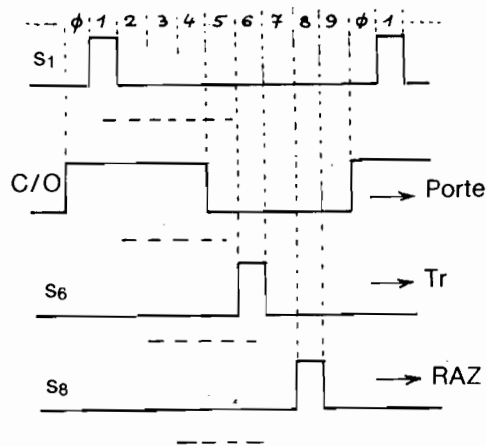 ϕ 1 2 3 4 5 6 7 8 9 ϕ 1
S1
C/O → Porte
S6 → Tr
S8 → RAZ